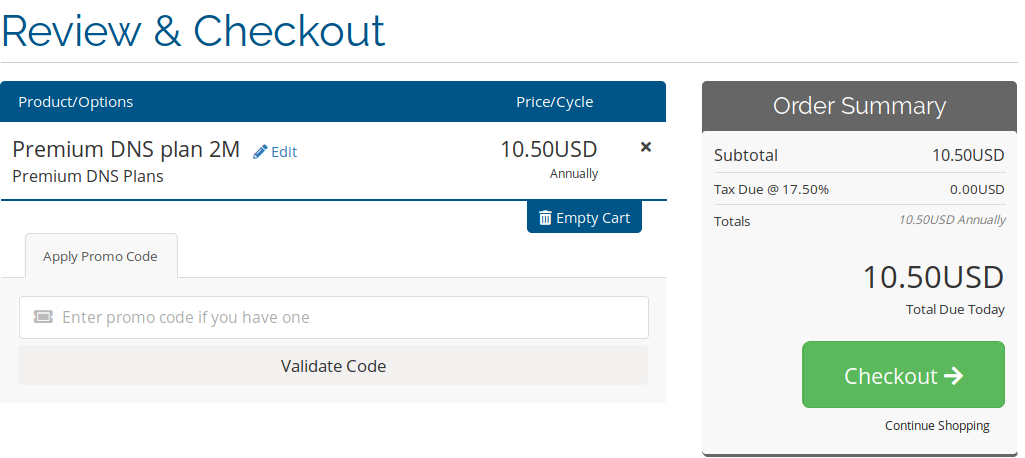 Review & Checkout
Product/Options Price/Cycle
Premium DNS plan 2M Edit 10.50USD
Premium DNS Plans Annually
Empty Cart
Apply Promo Code
Enter promo code if you have one
Validate Code
Order Summary
Subtotal 10.50USD
Tax Due @ 17.50% 0.00USD
Totals 10.50USD Annually
10.50USD
Total Due Today
Checkout
Continue Shopping